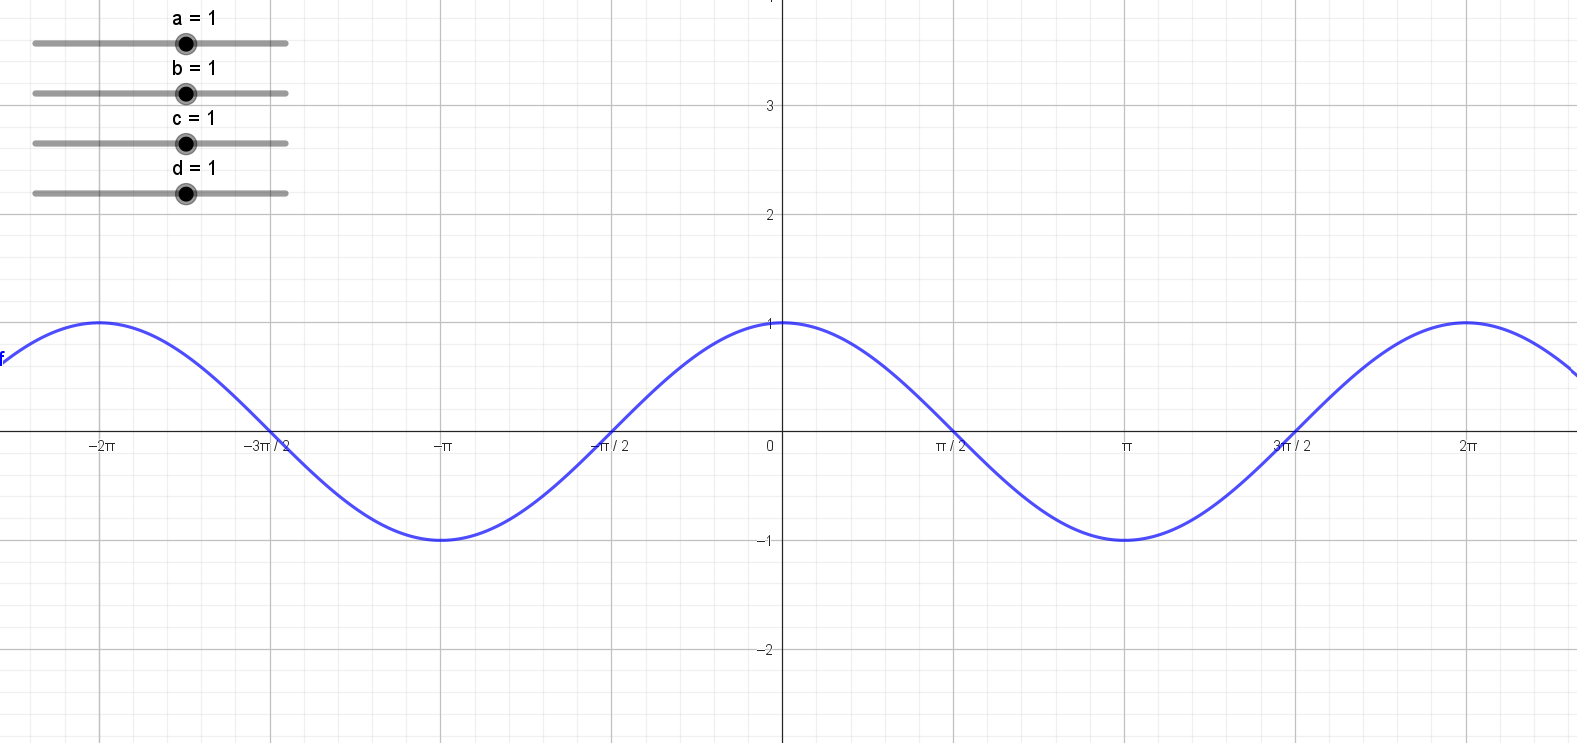 a = 1
b = 1
c = 1
d = 1
3
2
1
f
−2π
−3π / 2
−π
−π / 2
0
π / 2
π
3π / 2
2π
−1
−2